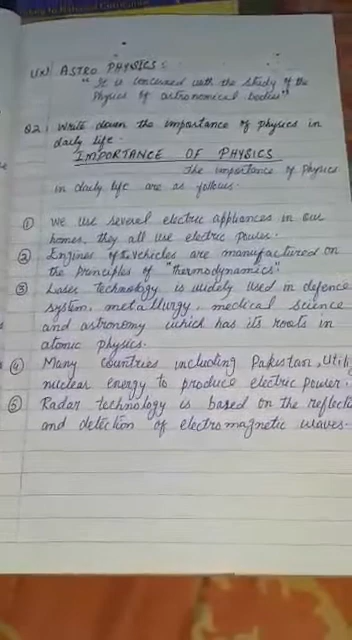 ix) ASTRO PHYSICS:
"It is concerned with the study of the
Physics of astronomical bodies"
Q2: Write down the importance of physics in
daily life.
IMPORTANCE OF PHYSICS
The importance of Physics
in daily life are as follows:
① We use several electric appliances in our
homes, they all use electric power.
② Engines of vehicles are manufactured on
the principles of "thermodynamics".
③ Laser technology is widely used in defence
system, metallurgy, medical science
and astronomy which has its roots in
atomic physics.
④ Many countries including Pakistan, Utili
nuclear energy to produce electric power.
⑤ Radar technology is based on the reflecti
and detection of electromagnetic waves.